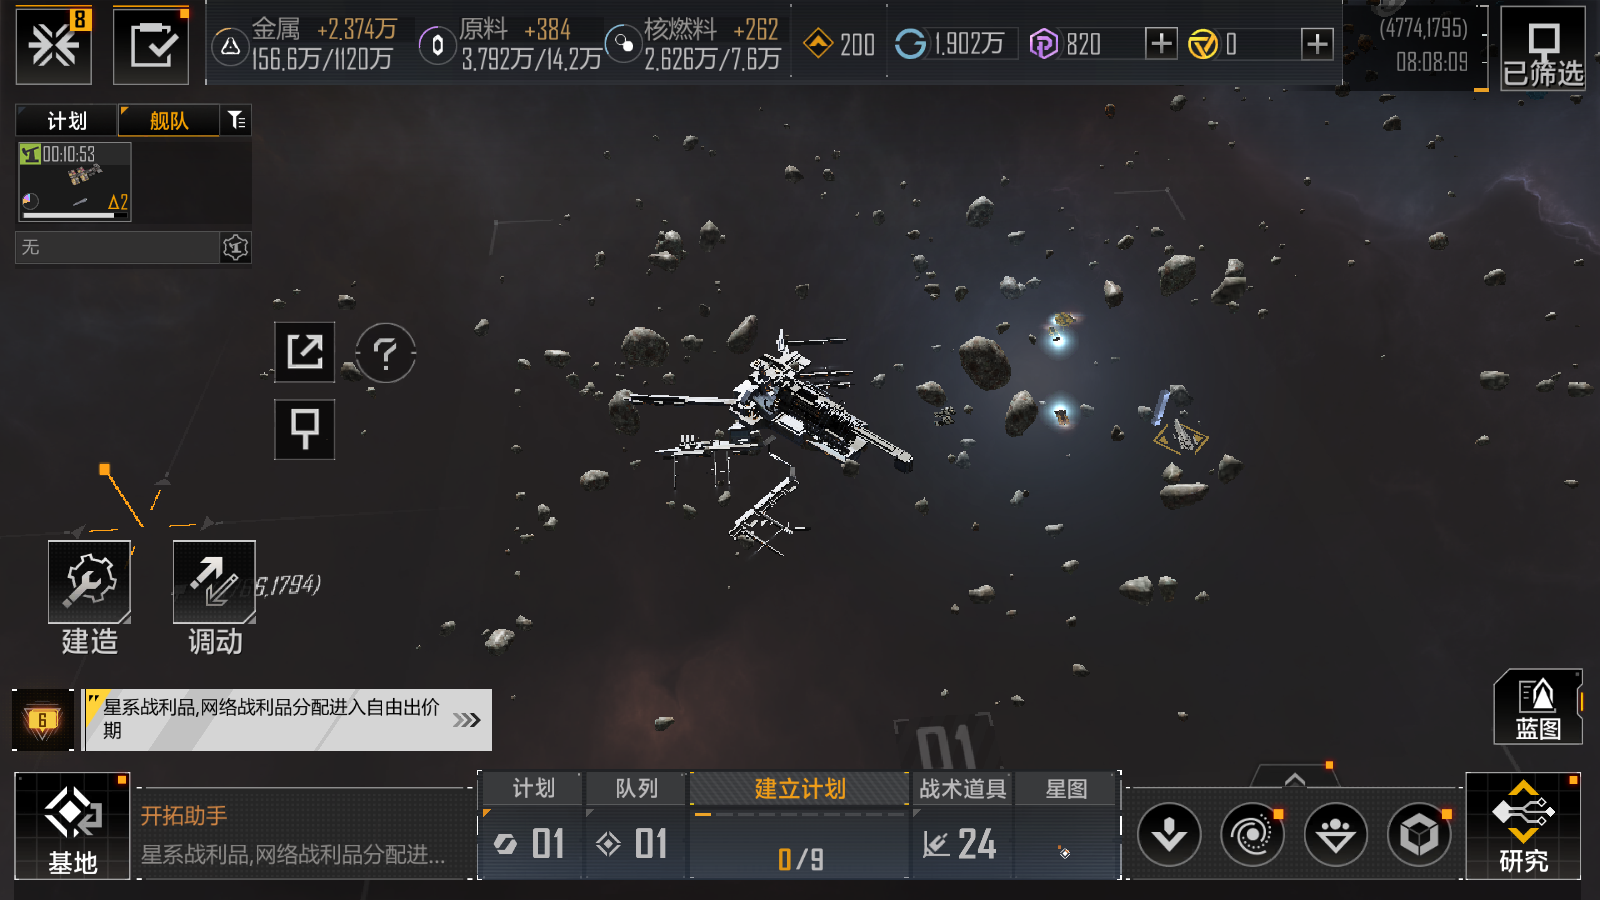 8
金属 +2.374万
156.6万/1120万
原料 +384
3.792万/14.2万
核燃料 +262
2.626万/7.6万
200
1.902万
820
0
(4774,1795)
08:08:09
已筛选
计划
舰队
00:10:53
2
无
6,1794)
建造
调动
6
星系战利品,网络战利品分配进入自由出价
期
蓝图
01
基地
开拓助手
星系战利品,网络战利品分配进...
计划
01
队列
01
建立计划
0/9
战术道具
24
星图
研究